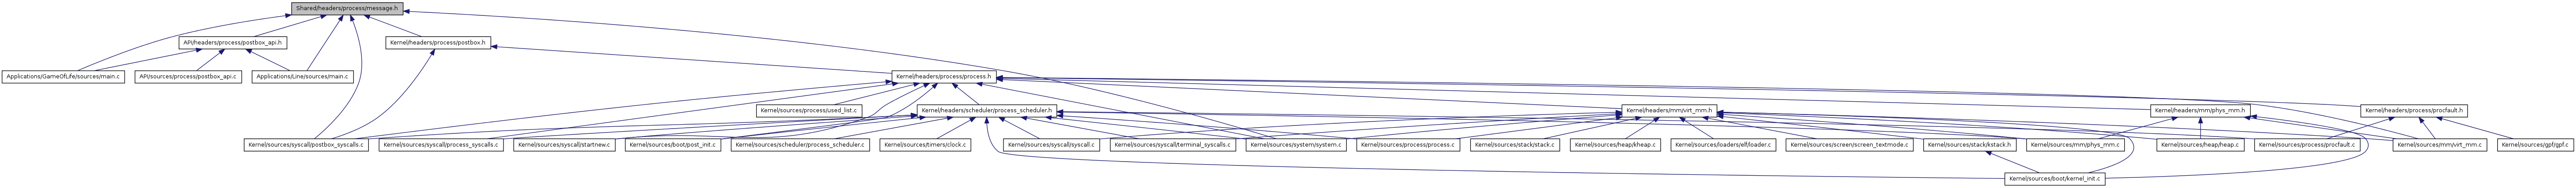 Shared/headers/process/message.h
API/headers/process/postbox_api.h
Kernel/headers/process/postbox.h
Applications/GameOfLife/sources/main.c
API/sources/process/postbox_api.c
Applications/Line/sources/main.c
Kernel/headers/process/process.h
Kernel/sources/process/used_list.c
Kernel/headers/scheduler/process_scheduler.h
Kernel/headers/mm/virt_mm.h
Kernel/headers/mm/phys_mm.h
Kernel/headers/process/procfault.h
Kernel/sources/syscall/postbox_syscalls.c
Kernel/sources/syscall/process_syscalls.c
Kernel/sources/syscall/startnew.c
Kernel/sources/boot/post_init.c
Kernel/sources/scheduler/process_scheduler.c
Kernel/sources/timers/clock.c
Kernel/sources/syscall/syscall.c
Kernel/sources/syscall/terminal_syscalls.c
Kernel/sources/system/system.c
Kernel/sources/process/process.c
Kernel/sources/stack/stack.c
Kernel/sources/heap/kheap.c
Kernel/sources/loaders/elf/loader.c
Kernel/sources/screen/screen_textmode.c
Kernel/sources/stack/kstack.h
Kernel/sources/mm/phys_mm.c
Kernel/sources/heap/heap.c
Kernel/sources/process/procfault.c
Kernel/sources/mm/virt_mm.c
Kernel/sources/gpf/gpf.c
Kernel/sources/boot/kernel_init.c